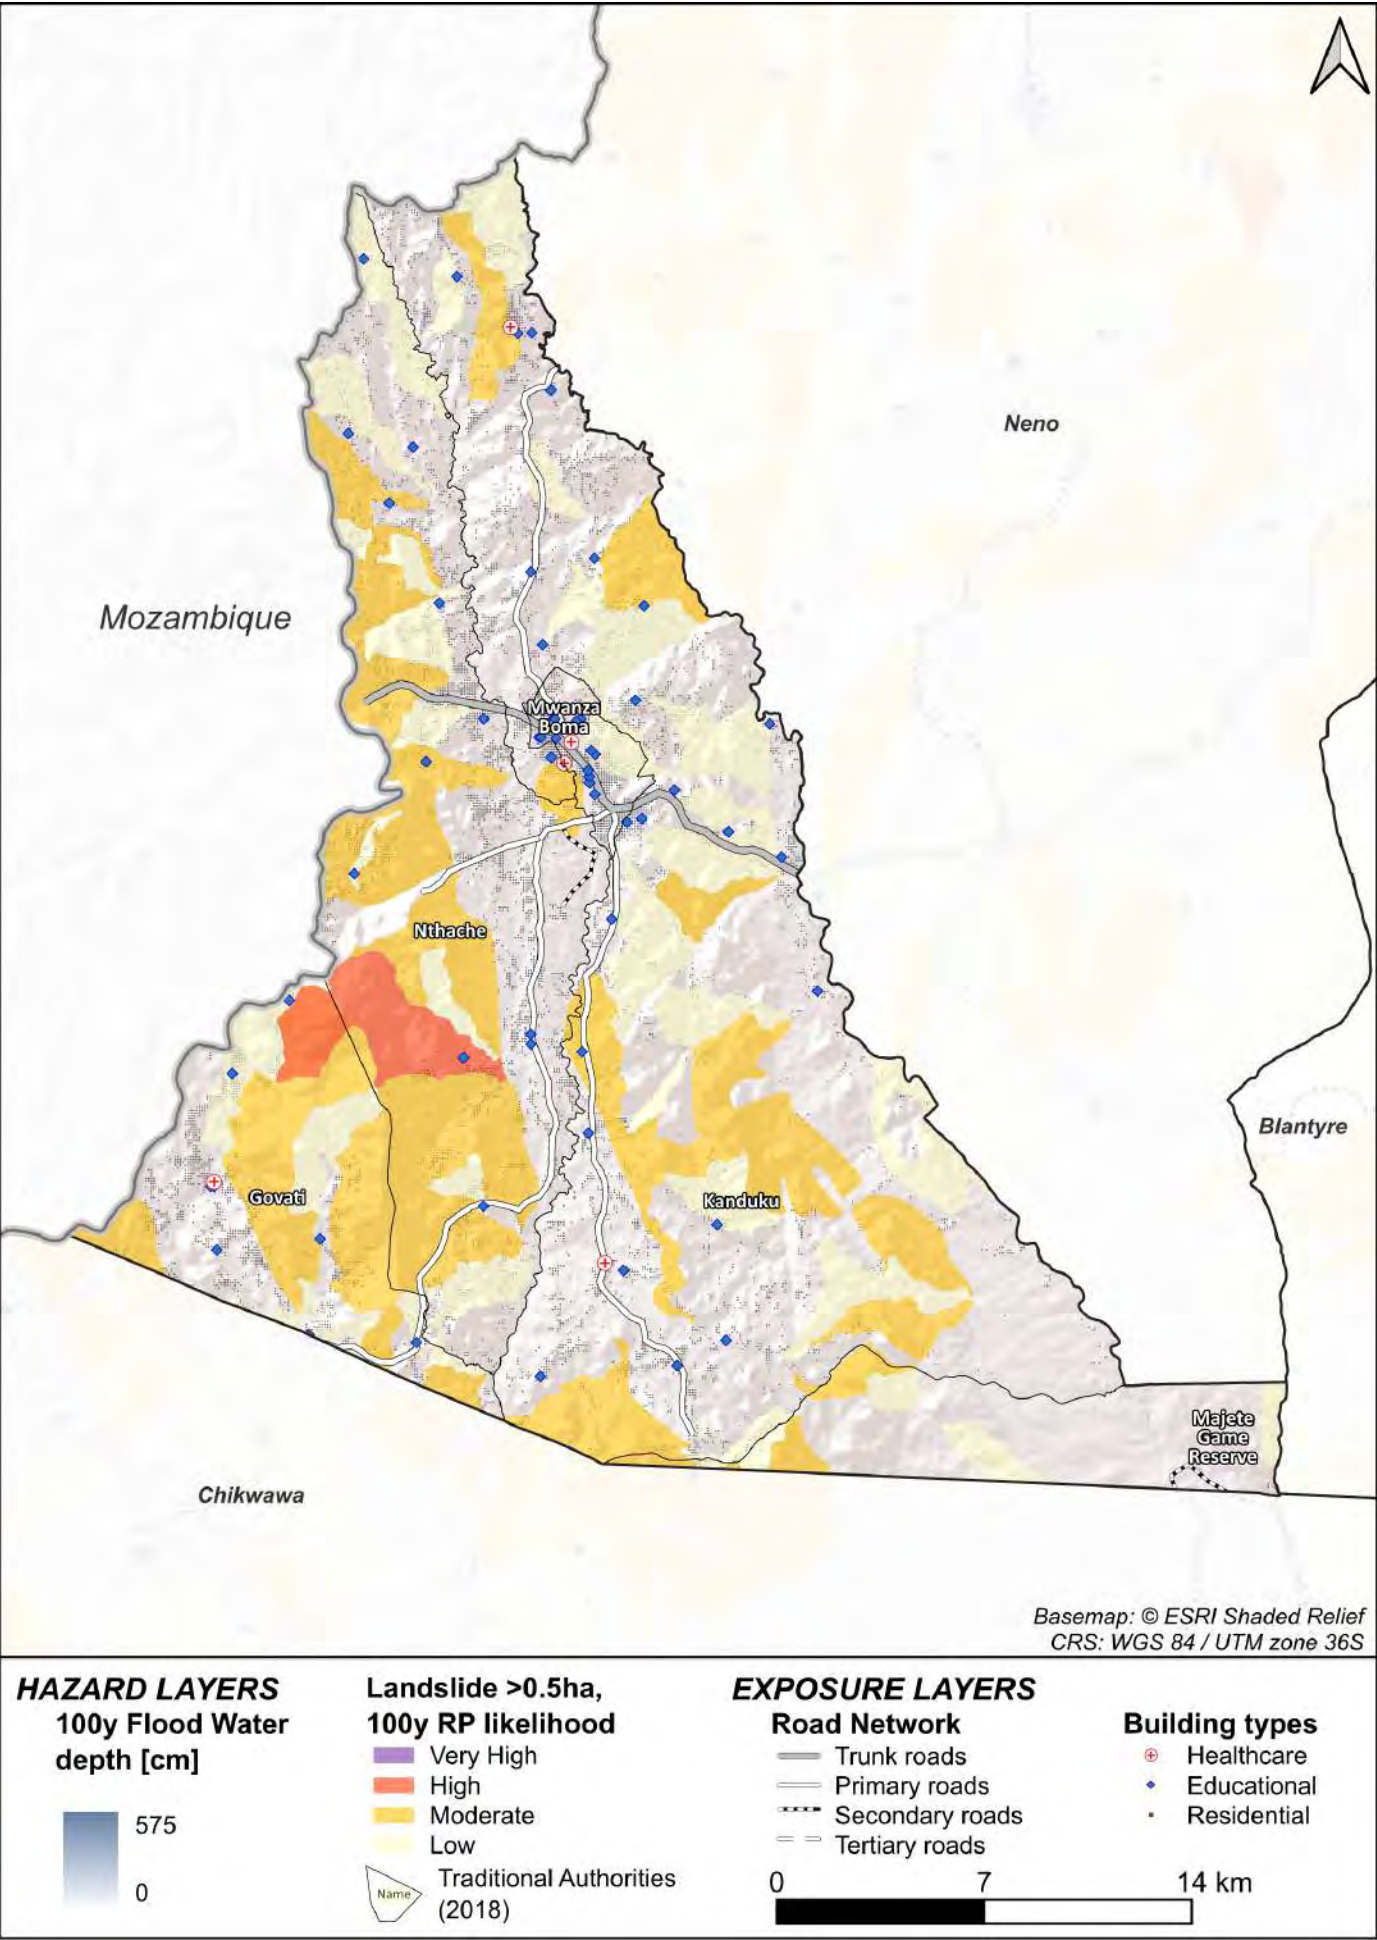 Neno
Mozambique
Mwanza
Boma
Nthache
Blantyre
Govati
Kanduku
Majete
Game
Reserve
Chikwawa
Basemap: © ESRI Shaded Relief
CRS: WGS 84 / UTM zone 36S
HAZARD LAYERS
100y Flood Water
depth [cm]
575
0
Landslide >0.5ha,
100y RP likelihood
Very High
High
Moderate
Low
Name
Traditional Authorities
(2018)
EXPOSURE LAYERS
Road Network
Trunk roads
Primary roads
Secondary roads
Tertiary roads
Building types
Healthcare
Educational
Residential
0 7 14 km